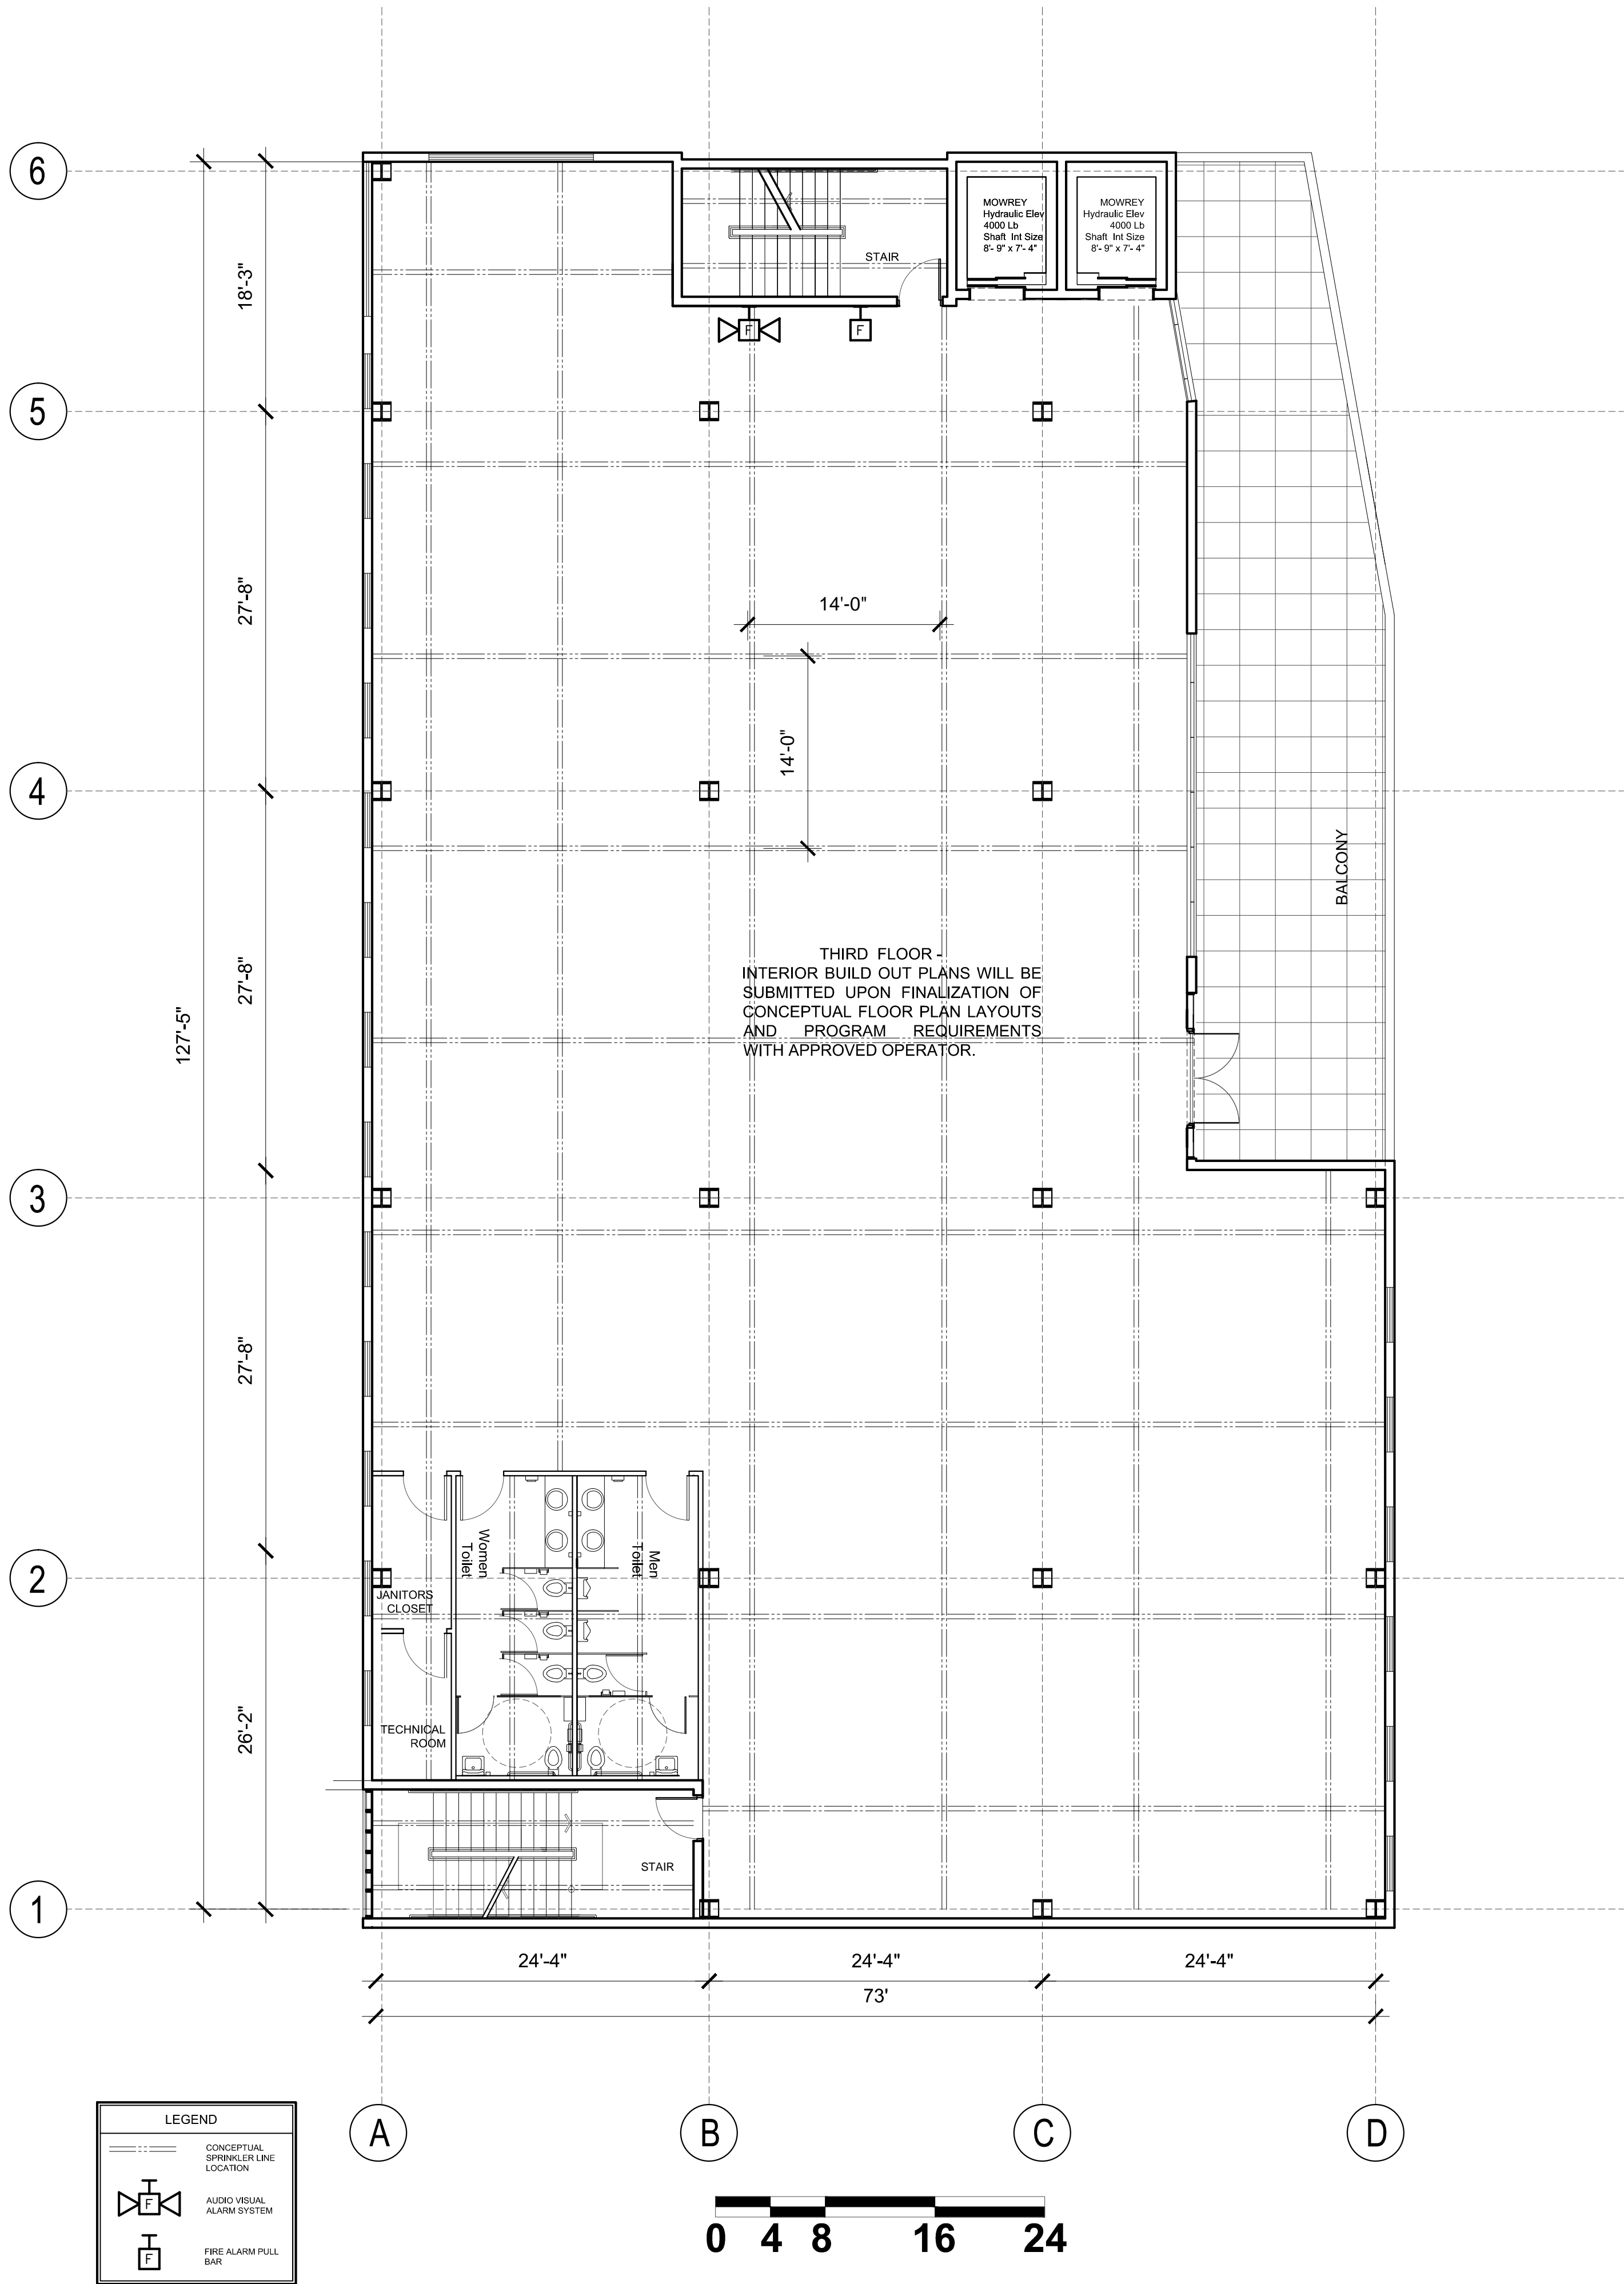 6
MOWREY
Hydraulic Elev
4000 Lb
Shaft Int Size
8'- 9" x 7'- 4"
MOWREY
Hydraulic Elev
4000 Lb
Shaft Int Size
8'- 9" x 7'- 4"
STAIR
18'-3"
F
F
5
27'-8"
14'-0"
14'-0"
4
BALCONY
THIRD FLOOR -
INTERIOR BUILD OUT PLANS WILL BE
SUBMITTED UPON FINALIZATION OF
CONCEPTUAL FLOOR PLAN LAYOUTS
AND PROGRAM REQUIREMENTS
WITH APPROVED OPERATOR.
27'-8"
127'-5"
3
27'-8"
Women
Toilet
Men
Toilet
2
JANITORS
CLOSET
26'-2"
TECHNICAL
ROOM
STAIR
1
24'-4"
24'-4"
24'-4"
73'
A
B
C
D
LEGEND
CONCEPTUAL
SPRINKLER LINE
LOCATION
F
AUDIO VISUAL
ALARM SYSTEM
F
FIRE ALARM PULL
BAR
0 4 8 16 24